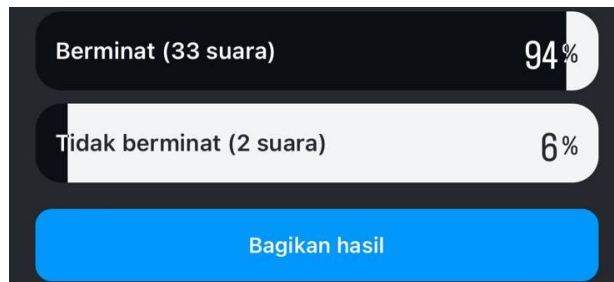 Berminat (33 suara) 94%
Tidak berminat (2 suara) 6%
Bagikan hasil